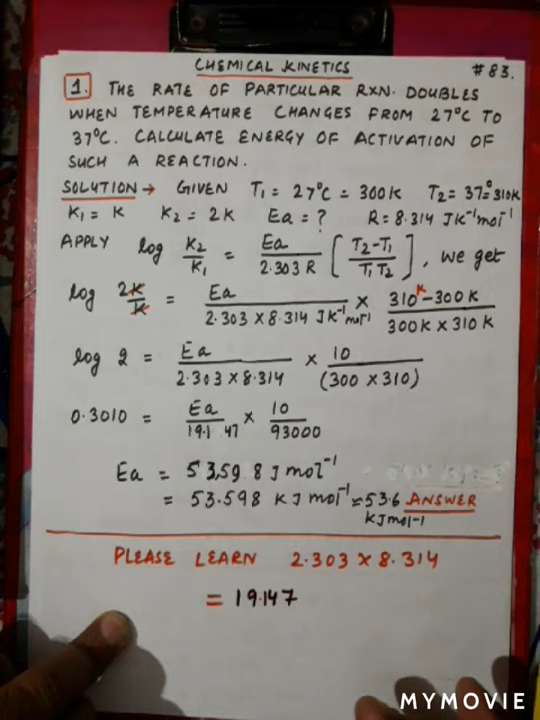 CHEMICAL KINETICS #83.
1. THE RATE OF PARTICULAR RXN. DOUBLES
WHEN TEMPERATURE CHANGES FROM 27°C TO
37°C. CALCULATE ENERGY OF ACTIVATION OF
SUCH A REACTION.
SOLUTION → GIVEN T₁ = 27°C = 300K T₂ = 37°=310K
K₁ = K K₂ = 2K Ea = ? R = 8.314 JK⁻¹mol⁻¹
APPLY log K₂/K₁ = Ea/2.303 R [T₂-T₁/T₁T₂], we get
log 2K/K = Ea/2.303 × 8.314 JK⁻¹mol⁻¹ × 310K-300K/300K × 310K
log 2 = Ea/2.303 × 8.314 × 10/(300 × 310)
0.3010 = Ea/19.147 × 10/93000
Ea = 53598 J mol⁻¹
= 53.598 KJ mol⁻¹ ≈ 53.6 ANSWER
KJmol-1
PLEASE LEARN 2.303 × 8.314
= 19.147
MYMOVIE